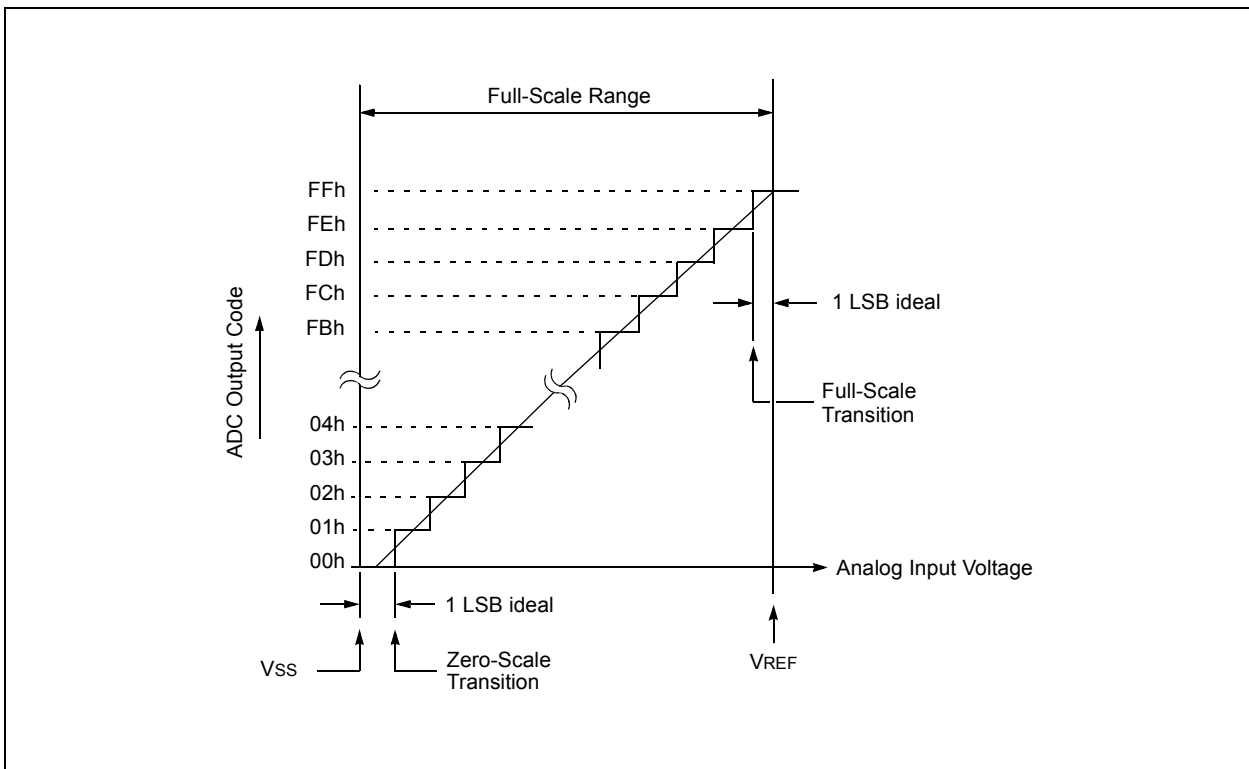 Full-Scale Range
FFh
FEh
FDh
FCh
FBh
1 LSB ideal
ADC Output Code
Full-Scale
Transition
04h
03h
02h
01h
00h
Analog Input Voltage
1 LSB ideal
VSS
Zero-Scale
Transition
VREF